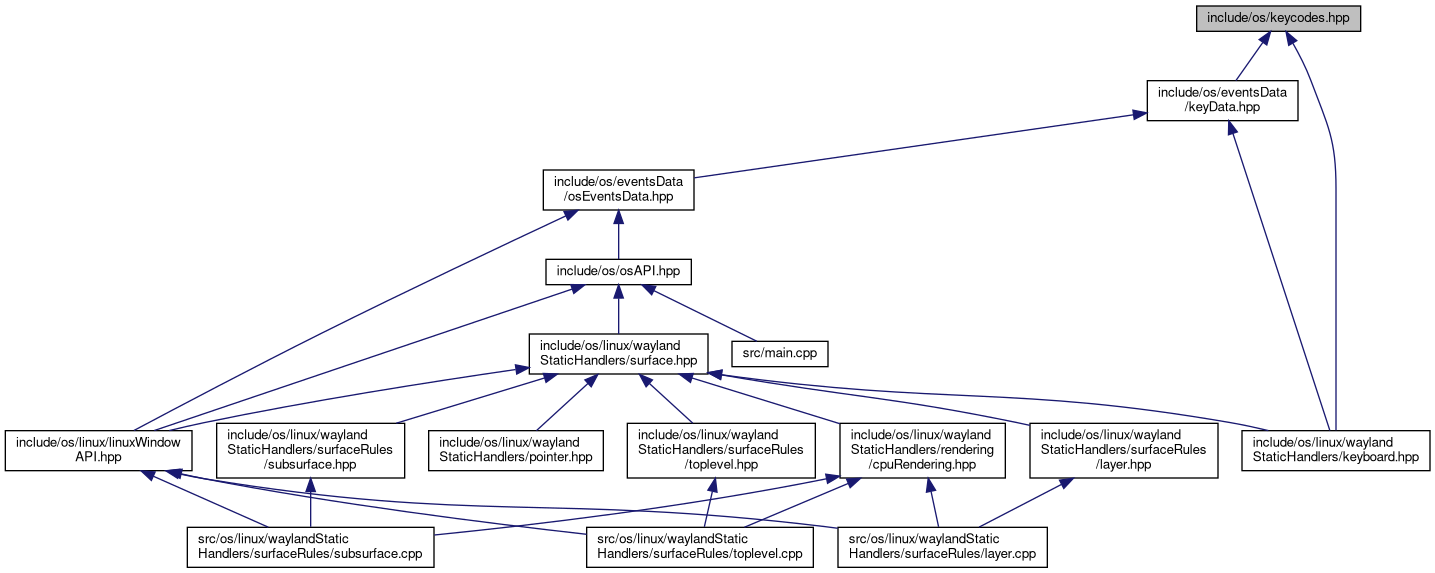 include/os/keycodes.hpp
include/os/eventsData
/keyData.hpp
include/os/eventsData
/osEventsData.hpp
include/os/osAPI.hpp
include/os/linux/wayland
StaticHandlers/surface.hpp
src/main.cpp
include/os/linux/linuxWindow
API.hpp
include/os/linux/wayland
StaticHandlers/surfaceRules
/subsurface.hpp
include/os/linux/wayland
StaticHandlers/pointer.hpp
include/os/linux/wayland
StaticHandlers/surfaceRules
/toplevel.hpp
include/os/linux/wayland
StaticHandlers/rendering
/cpuRendering.hpp
include/os/linux/wayland
StaticHandlers/surfaceRules
/layer.hpp
include/os/linux/wayland
StaticHandlers/keyboard.hpp
src/os/linux/waylandStatic
Handlers/surfaceRules/subsurface.cpp
src/os/linux/waylandStatic
Handlers/surfaceRules/toplevel.cpp
src/os/linux/waylandStatic
Handlers/surfaceRules/layer.cpp